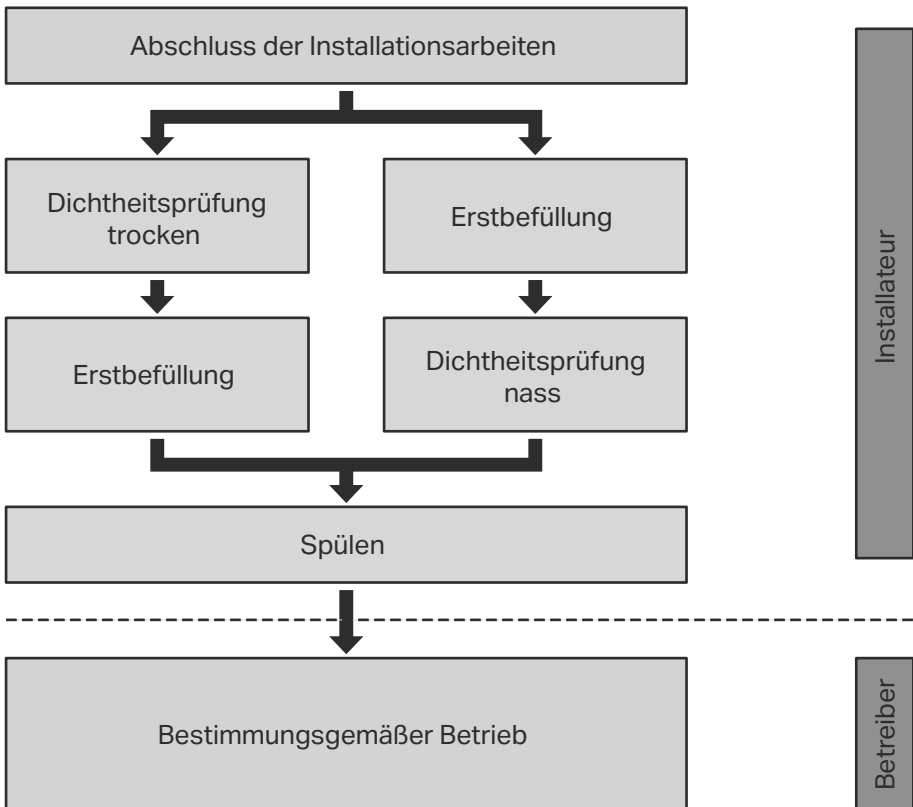 Abschluss der Installationsarbeiten
Dichtheitsprüfung
trocken
Erstbefüllung
Erstbefüllung
Dichtheitsprüfung
nass
Spülen
Bestimmungsgemäßer Betrieb
Installateur
Betreiber